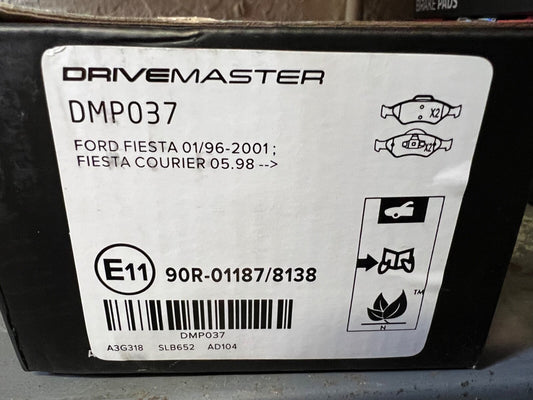 BRAKE PADS
DRIVEMASTER
DMP037
X2
X2
FORD FIESTA 01/96-2001 ;
FIESTA COURIER 05.98 -->
E11 90R-01187/8138
TM
N
DMP037
A3G318 SLB652 AD104